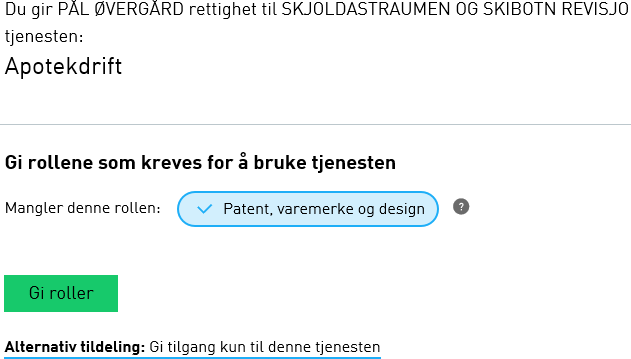 Du gir PÅL ØVERGÅRD rettighet til SKJOLDASTRAUMEN OG SKIBOTN REVISJO
tjenesten:
Apotekdrift
Gi rollene som kreves for å bruke tjenesten
Mangler denne rollen: Patent, varemerke og design ?
Gi roller
Alternativ tildeling: Gi tilgang kun til denne tjenesten